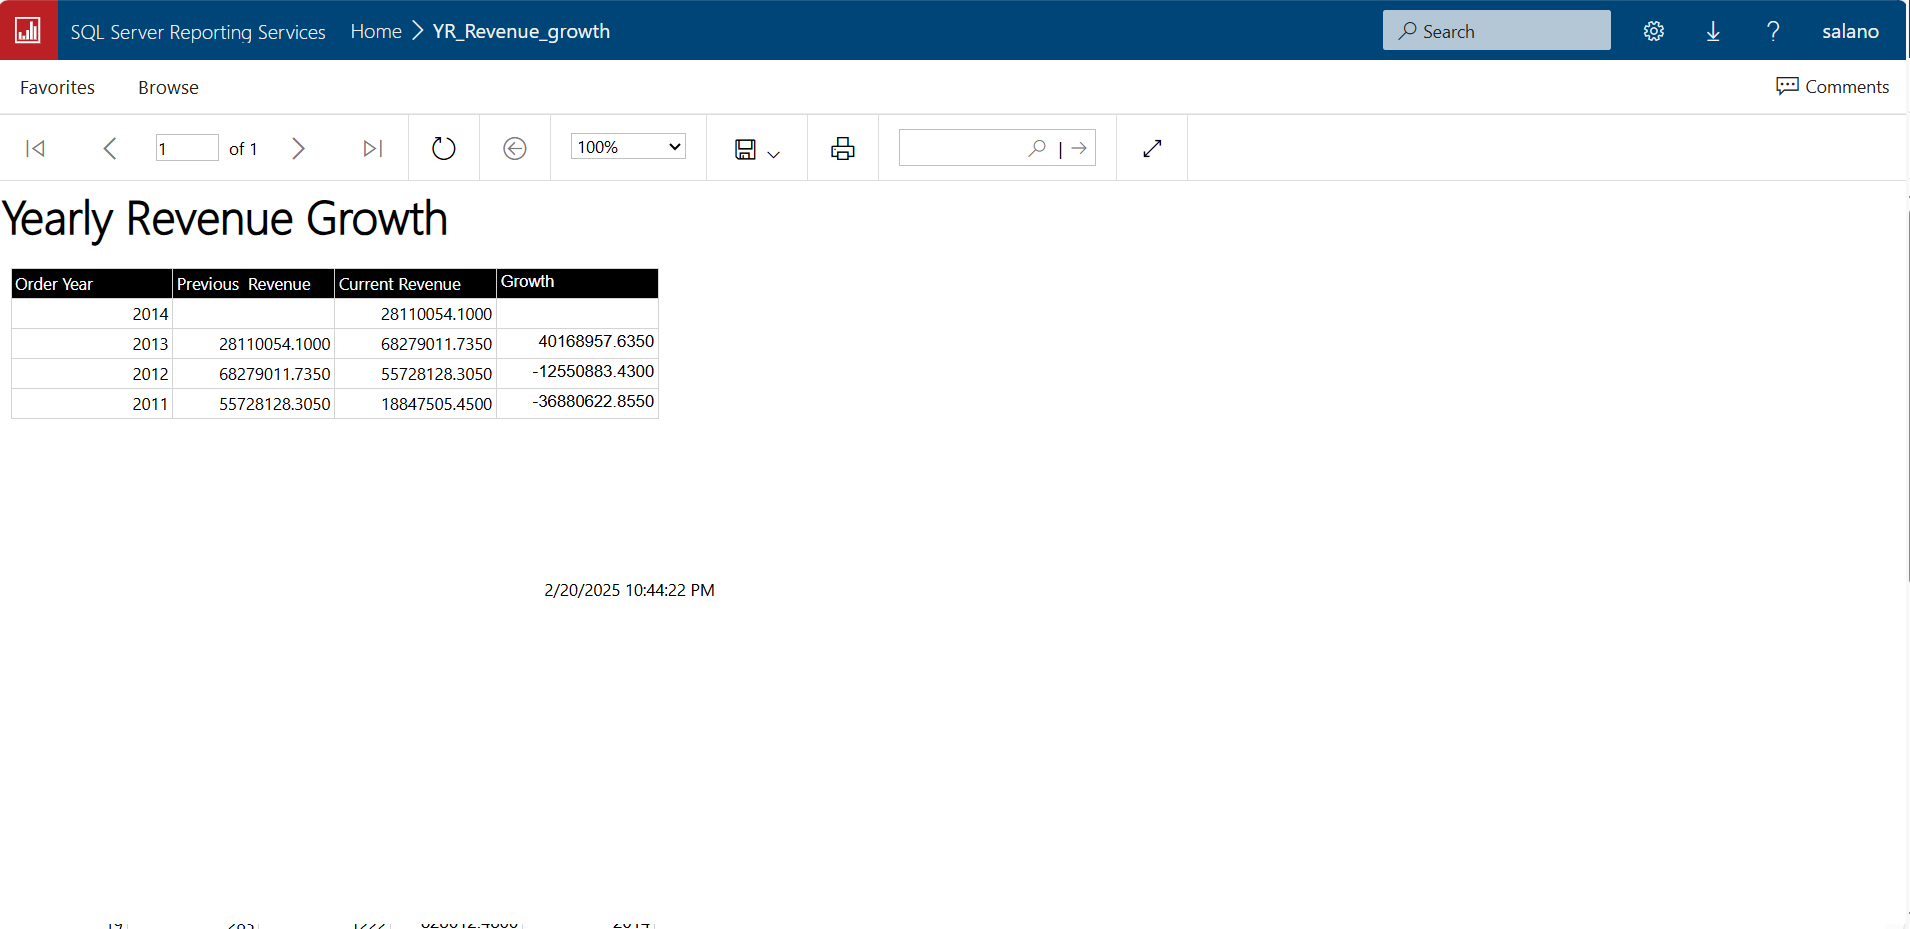 SQL Server Reporting Services Home YR_Revenue_growth Search ? salano
Favorites Browse Comments
1 of 1 100% |
Yearly Revenue Growth
Order Year Previous Revenue Current Revenue Growth
2014 28110054.1000
2013 28110054.1000 68279011.7350 40168957.6350
2012 68279011.7350 55728128.3050 -12550883.4300
2011 55728128.3050 18847505.4500 -36880622.8550
2/20/2025 10:44:22 PM